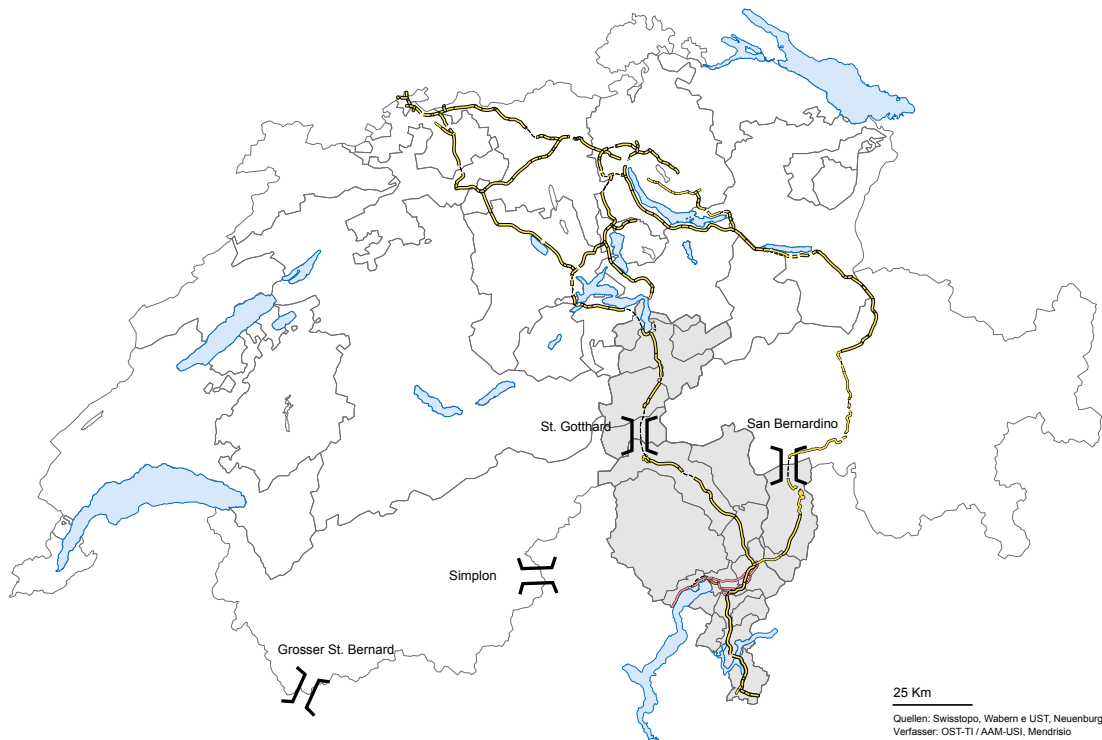 St. Gotthard
San Bernardino
Simplon
Grosser St. Bernard
25 Km
Quellen: Swisstopo, Wabern e UST, Neuenburg
Verfasser: OST-TI / AAM-USI, Mendrisio